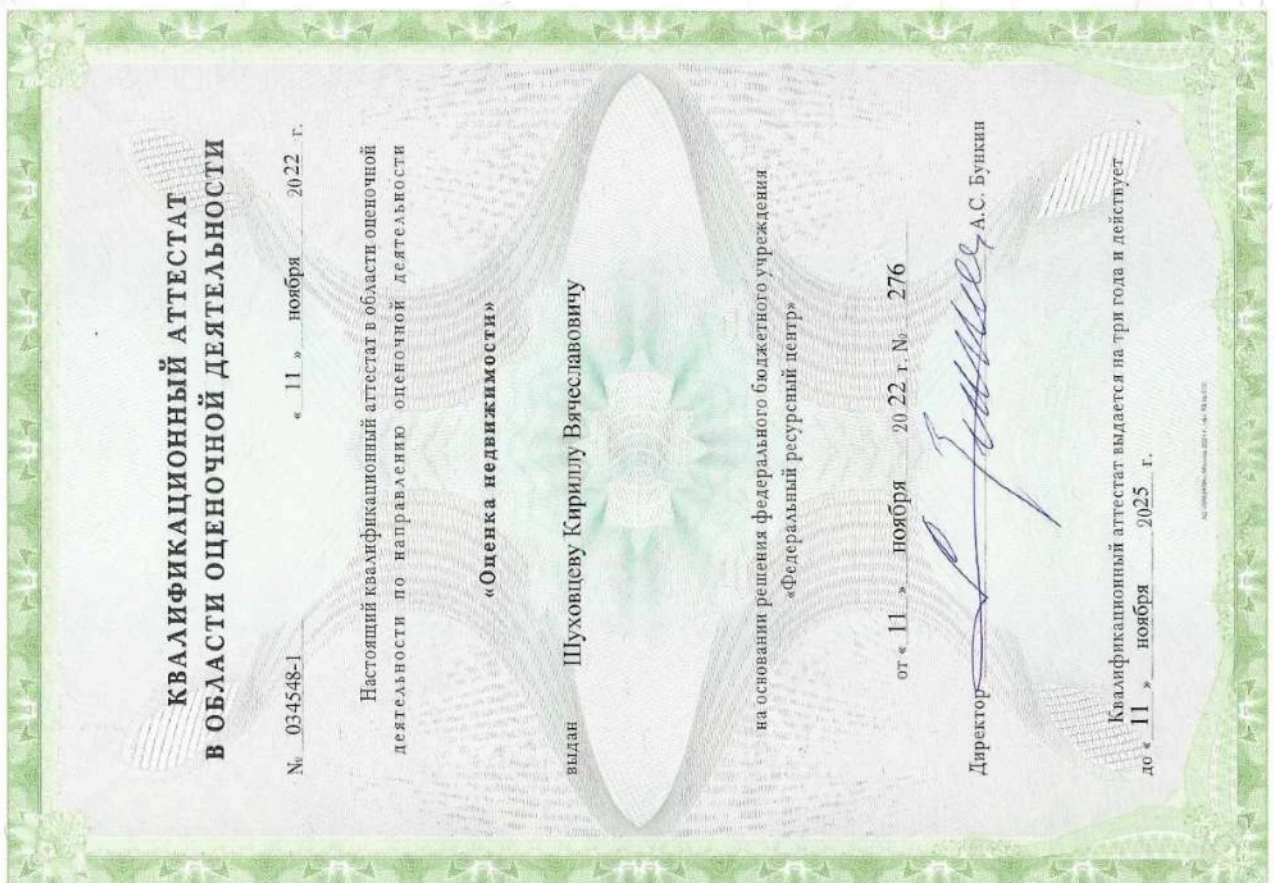 КВАЛИФИКАЦИОННЫЙ АТТЕСТАТ
В ОБЛАСТИ ОЦЕНОЧНОЙ ДЕЯТЕЛЬНОСТИ
№ 034548-1 « 11 » ноября 2022 г.
Настоящий квалификационный аттестат в области оценочной
деятельности по направлению оценочной деятельности
«Оценка недвижимости»
выдан Шуховцеву Кириллу Вячеславовичу
на основании решения федерального бюджетного учреждения
«Федеральный ресурсный центр»
от « 11 » ноября 20 22 г. № 276
Директор А.С. Бункин
Квалификационный аттестат выдается на три года и действует
до « 11 » ноября 2025 г.